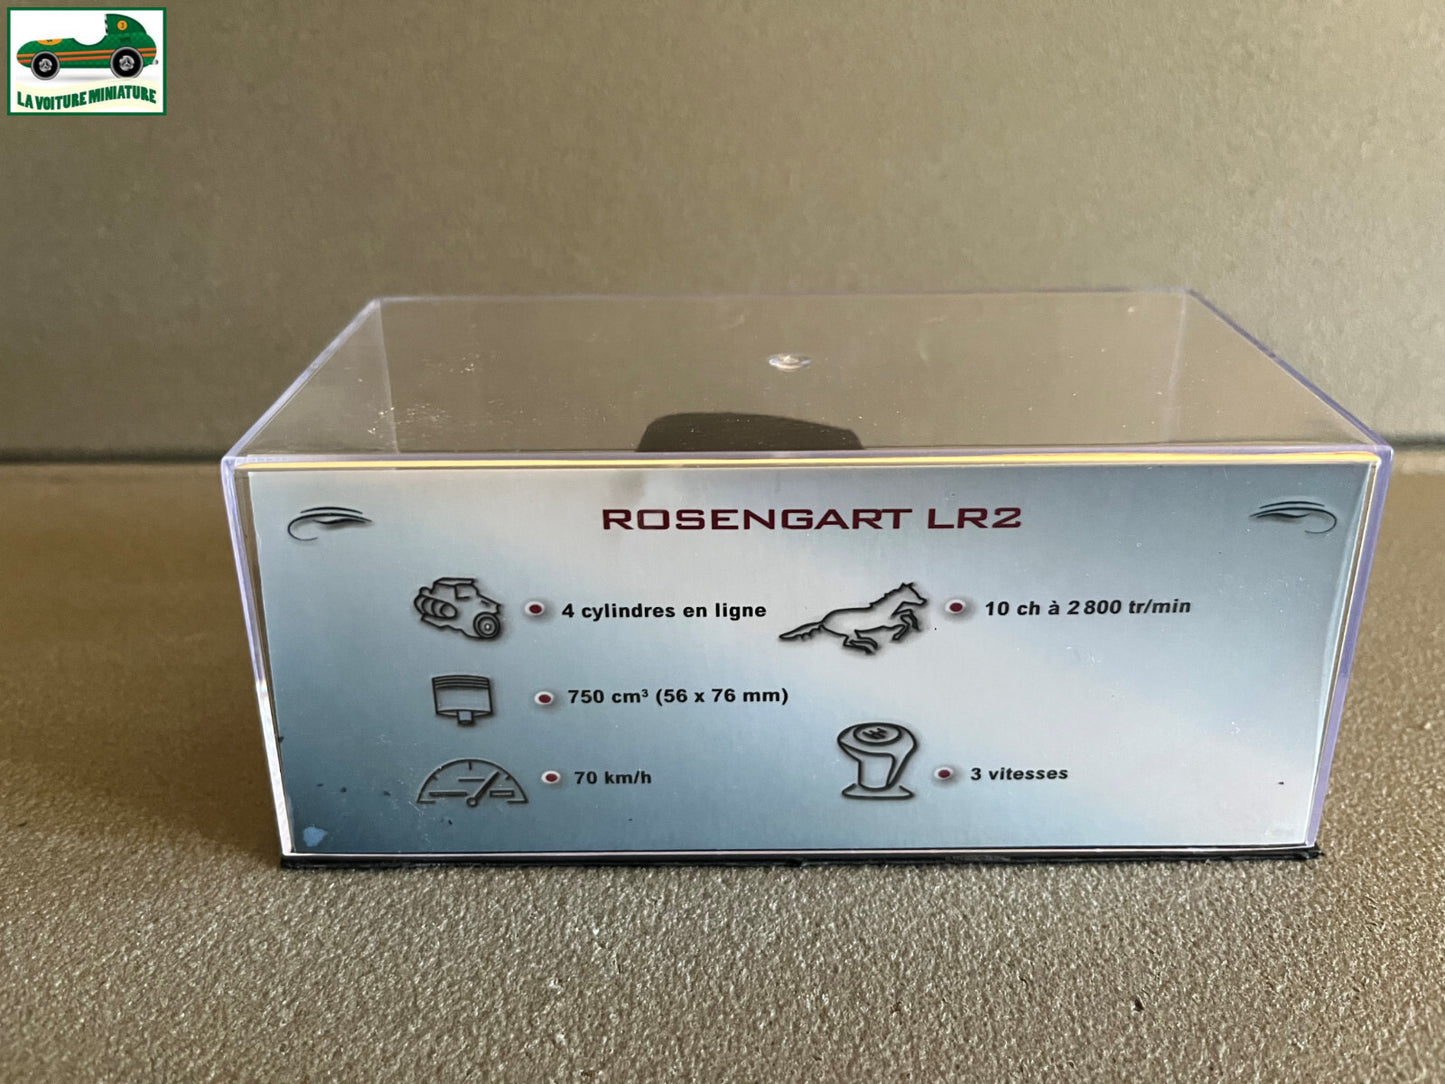 3
LA VOITURE MINIATURE
ROSENGART LR2
4 cylindres en ligne
10 ch à 2 800 tr/min
750 cm³ (56 x 76 mm)
70 km/h
3 vitesses